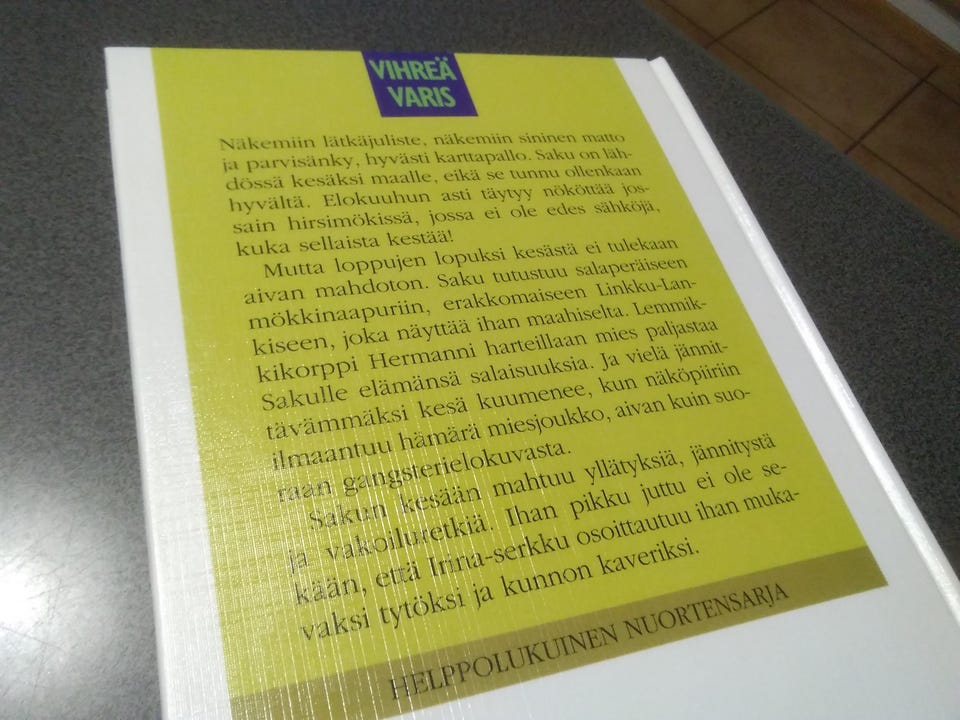 VIHREÄ
VARIS
Näkemiin lätkäjuliste, näkemiin sininen matto
ja parvisänky, hyvästi karttapallo. Saku on läh-
dössä kesäksi maalle, eikä se tunnu ollenkaan
hyvältä. Elokuuhun asti täytyy nököttää jos-
sain hirsimökissä, jossa ei ole edes sähköjä,
kuka sellaista kestää!
Mutta loppujen lopuksi kesästä ei tulekaan
aivan mahdoton. Saku tutustuu salaperäiseen
mökkinaapuriin, erakkomaiseen Linkku-Lan-
kiseen, joka näyttää ihan maahiselta. Lemmik-
kikorppi Hermanni harteillaan mies paljastaa
Sakulle elämänsä salaisuuksia. Ja vielä jännit-
tävämmäksi kesä kuumenee, kun näköpiiriin
ilmaantuu hämärä miesjoukko, aivan kuin suo-
raan gangsterielokuvasta.
Sakun kesään mahtuu yllätyksiä, jännitystä
ja vakoiluretkiä. Ihan pikku juttu ei ole se-
kään, että Irina-serkku osoittautuu ihan muka-
vaksi tytöksi ja kunnon kaveriksi.
HELPPOLUKUINEN NUORTENSARJA